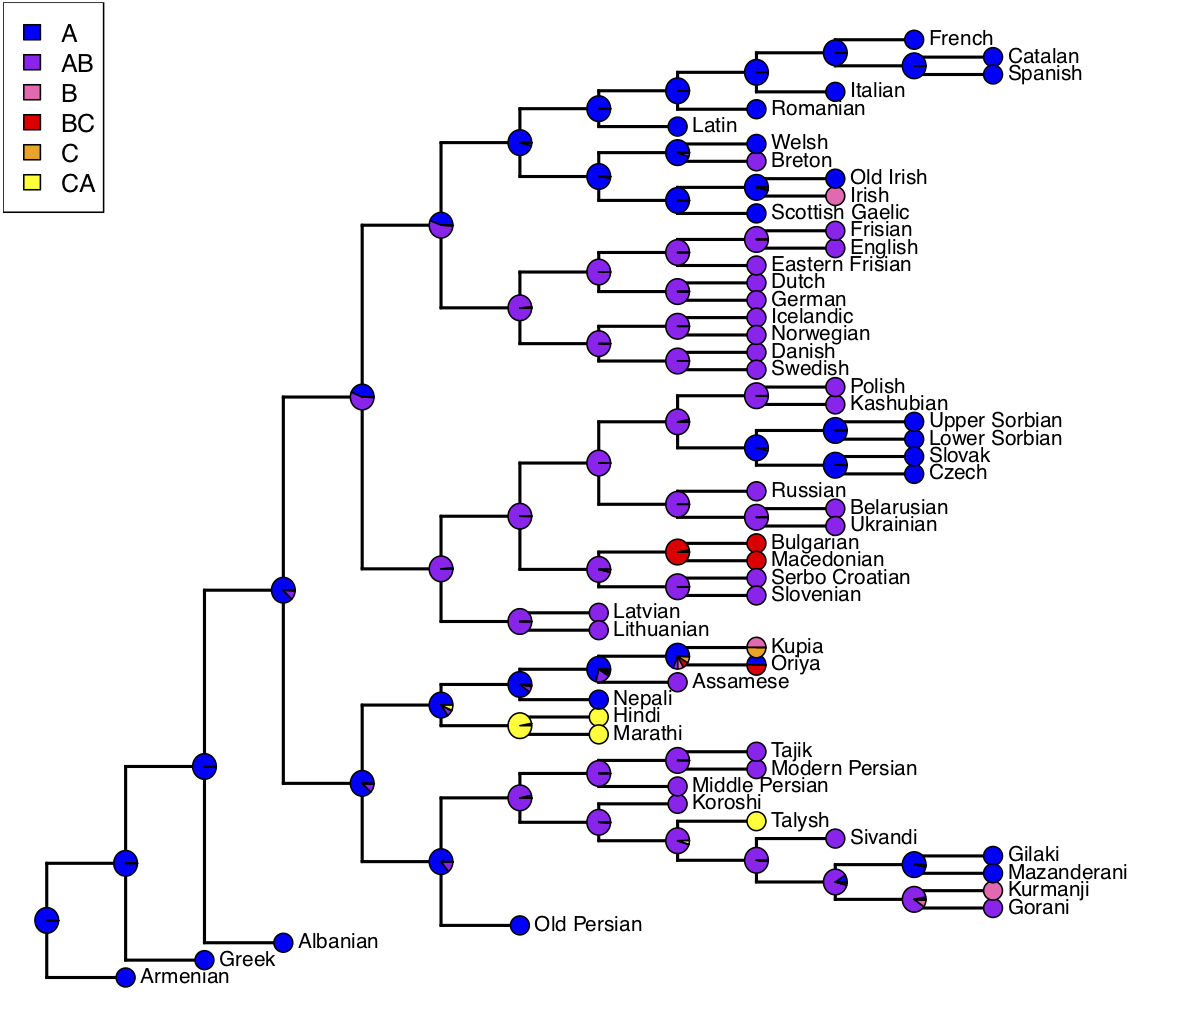 A
AB
B
BC
C
CA
French
Catalan
Spanish
Italian
Romanian
Latin
Welsh
Breton
Old Irish
Irish
Scottish Gaelic
Frisian
English
Eastern Frisian
Dutch
German
Icelandic
Norwegian
Danish
Swedish
Polish
Kashubian
Upper Sorbian
Lower Sorbian
Slovak
Czech
Russian
Belarusian
Ukrainian
Bulgarian
Macedonian
Serbo Croatian
Slovenian
Latvian
Lithuanian
Kupia
Oriya
Assamese
Nepali
Hindi
Marathi
Tajik
Modern Persian
Middle Persian
Koroshi
Talysh
Sivandi
Gilaki
Mazanderani
Kurmanji
Gorani
Old Persian
Albanian
Greek
Armenian